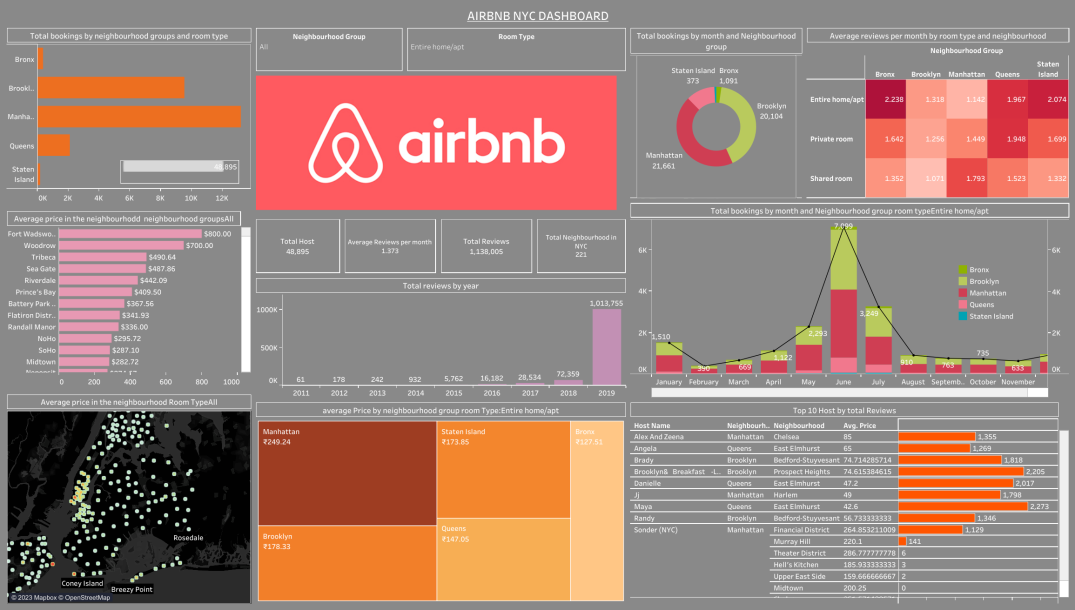 AIRBNB NYC DASHBOARD
Total bookings by neighbourhood groups and room type
Bronx
Brookl..
Manha..
Queens
Staten
Island
48,895
0K 2K 4K 6K 8K 10K 12K
Neighborhood Group
All
Room Type
Entire home/apt
airbnb
Total bookings by month and Neighbourhood
group
Staten Island
373
Bronx
1,091
Brooklyn
20,104
Manhattan
21,661
Average reviews per month by room type and neighbourhood
Neighbourhood Group
Bronx Brooklyn Manhattan Queens Staten
Island
Entire home/apt 2.238 1.318 1.142 1.967 2.074
Private room 1.642 1.256 1.449 1.948 1.699
Shared room 1.352 1.071 1.793 1.523 1.332
Average price in the neighbourhodd neighbourhood groupsAll
Fort Wadswo.. $800.00
Woodrow $700.00
Tribeca $490.64
Sea Gate $487.86
Riverdale $442.09
Prince's Bay $409.50
Battery Park .. $367.56
Flatiron Distr.. $341.93
Randall Manor $336.00
NoHo $295.72
SoHo $287.10
Midtown $282.72
0 200 400 600 800 1000
Total Host
48,895
Average Reviews per month
1.373
Total Reviews
1,138,005
Total Neighbourhood in
NYC
221
Total reviews by year
1000K
500K
0K
61 178 242 932 5,762 16,182 28,534 72,359 1,013,755
2011 2012 2013 2014 2015 2016 2017 2018 2019
Total bookings by month and Neighbourhood group room typeEntire home/apt
6K
4K
2K
0K
1,510 390 669 1,122 2,293 7,099 3,249 910 763 735 633
6K
4K
2K
0K
January February March April May June July August Septemb.. October November
Bronx
Brooklyn
Manhattan
Queens
Staten Island
Average price in the neighbourhood Room TypeAll
Rosedale
Coney Island
Breezy Point
© 2023 Mapbox © OpenStreetMap
average Price by neighbourhood group room Type:Entire home/apt
Manhattan
₹249.24
Brooklyn
₹178.33
Staten Island
₹173.85
Queens
₹147.05
Bronx
₹127.51
Top 10 Host by total Reviews
Host Name Neighbourh.. Neighbourhood Avg. Price
Alex And Zeena Manhattan Chelsea 85 1,355
Angela Queens East Elmhurst 65 1,269
Brady Brooklyn Bedford-Stuyvesant 74.714285714 1,818
Brooklyn& Breakfast -L.. Brooklyn Prospect Heights 74.615384615 2,205
Danielle Queens East Elmhurst 47.2 2,017
Jj Manhattan Harlem 49 1,798
Maya Queens East Elmhurst 42.6 2,273
Randy Brooklyn Bedford-Stuyvesant 56.733333333 1,346
Sonder (NYC) Manhattan Financial District 264.853211009 1,129
Murray Hill 220.1 141
Theater District 286.777777778 6
Hell's Kitchen 185.933333333 3
Upper East Side 159.666666667 2
Midtown 200.25 0